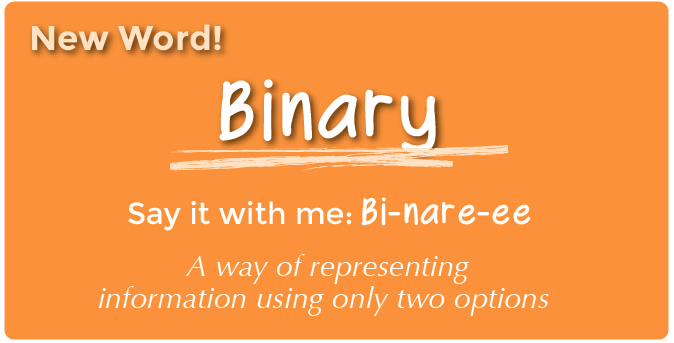 New Word!
Binary
Say it with me: Bi-nare-ee
A way of representing
information using only two options